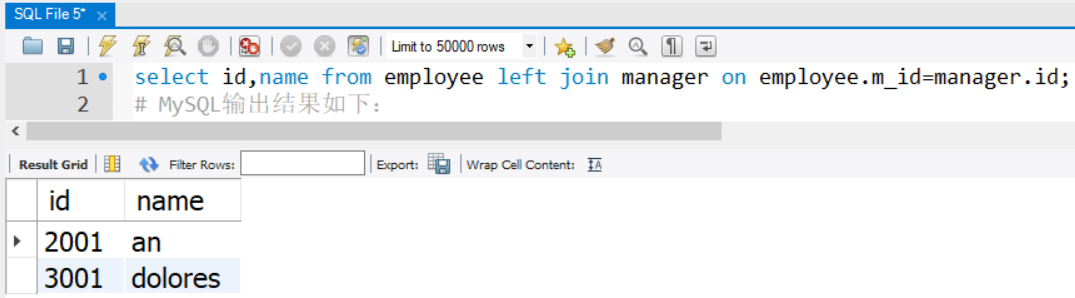 SQL File 5* ×
Limit to 50000 rows
1 select id,name from employee left join manager on employee.m_id=manager.id;
2 # MySQL输出结果如下：
Result Grid Filter Rows: Export: Wrap Cell Content: IA
id name
2001 an
3001 dolores